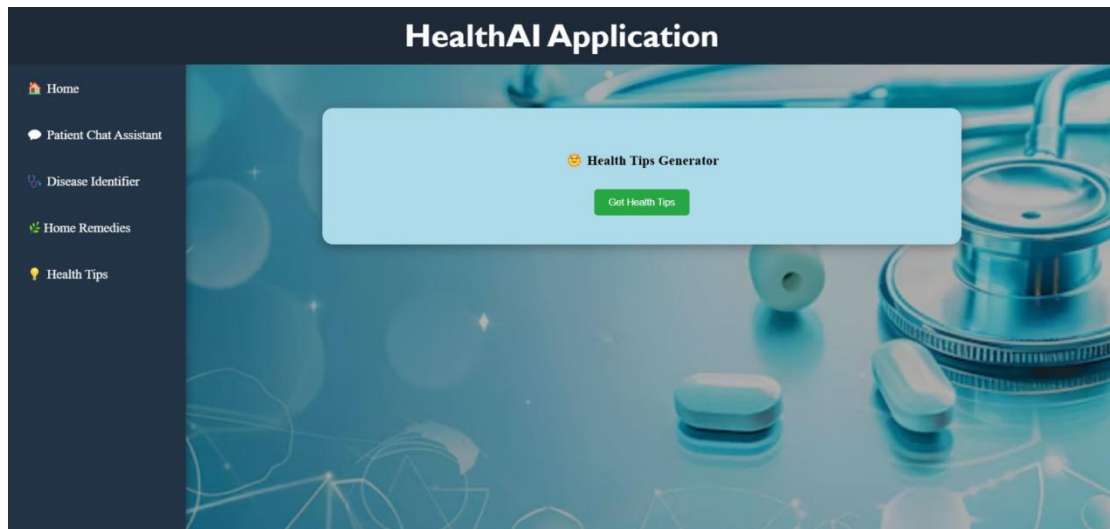 HealthAI Application
🏠 Home
💬 Patient Chat Assistant
🩺 Disease Identifier
🌿 Home Remedies
💡 Health Tips
😊 Health Tips Generator
Get Health Tips